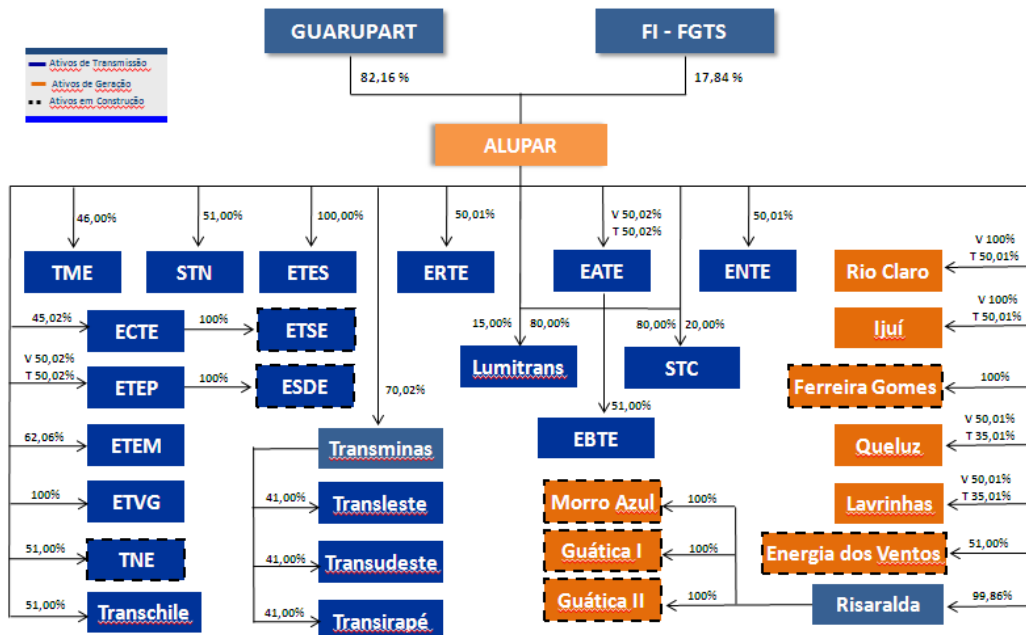 GUARUPART
FI - FGTS
Ativos de Transmissão
Ativos de Geração
Ativos em Construção
82,16 %
17,84 %
ALUPAR
46,00%
51,00%
100,00%
50,01%
V 50,02%
T 50,02%
50,01%
V 100%
T 50,01%
TME
STN
ETES
ERTE
EATE
ENTE
Rio Claro
45,02%
ECTE
100%
ETSE
15,00%
80,00%
80,00%
20,00%
V 100%
T 50,01%
Ijuí
V 50,02%
T 50,02%
ETEP
100%
ESDE
70,02%
Lumitrans
STC
Ferreira Gomes
100%
51,00%
62,06%
ETEM
Transminas
EBTE
Queluz
V 50,01%
T 35,01%
100%
ETVG
41,00%
Transleste
Morro Azul
100%
Lavrinhas
V 50,01%
T 35,01%
51,00%
TNE
41,00%
Transudeste
Guática I
100%
Energia dos Ventos
51,00%
51,00%
Transchile
41,00%
Transirapé
Guática II
100%
Risaralda
99,86%